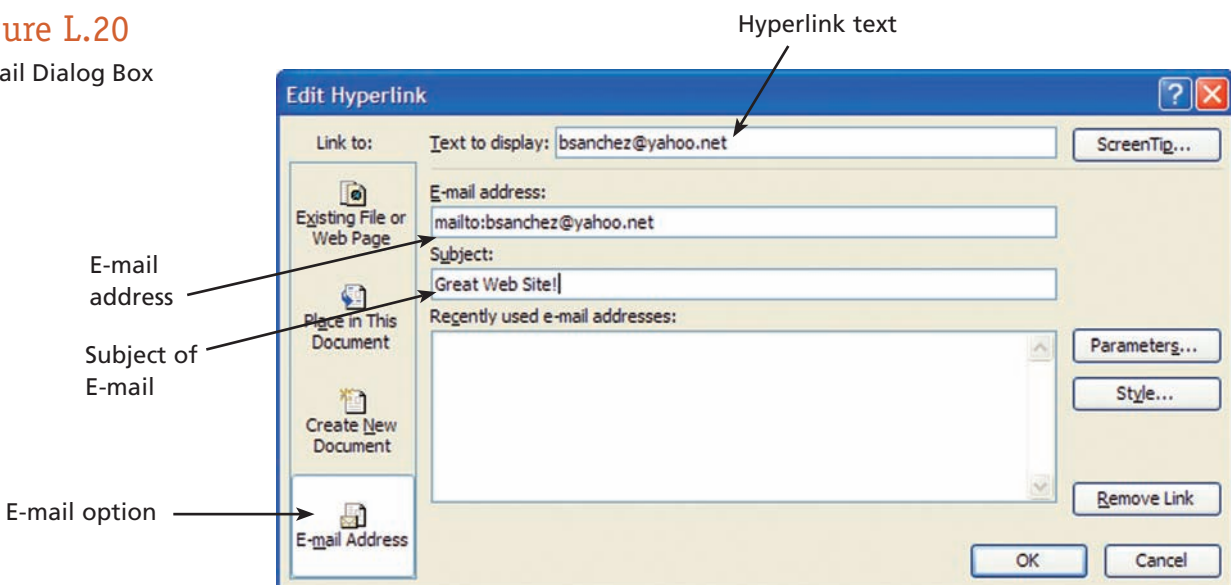 ure L.20
ail Dialog Box
Hyperlink text
Edit Hyperlink
Link to:
Text to display: bsanchez@yahoo.net
ScreenTip...
Existing File or
Web Page
E-mail address:
mailto:bsanchez@yahoo.net
Subject:
Great Web Site!
E-mail
address
Place in This
Document
Recently used e-mail addresses:
Parameters...
Subject of
E-mail
Style...
Create New
Document
Remove Link
E-mail option
E-mail Address
OK
Cancel